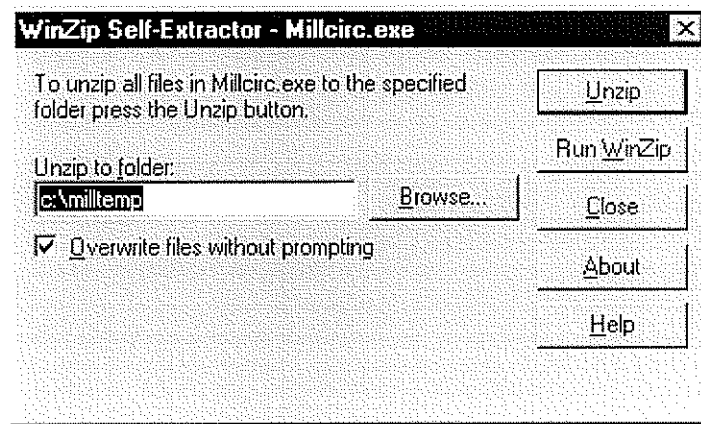 WinZip Self-Extractor - Millcirc.exe
To unzip all files in Millcirc.exe to the specified
folder press the Unzip button.
Unzip to folder:
c:\milltemp
Browse...
Overwrite files without prompting
Unzip
Run WinZip
Close
About
Help